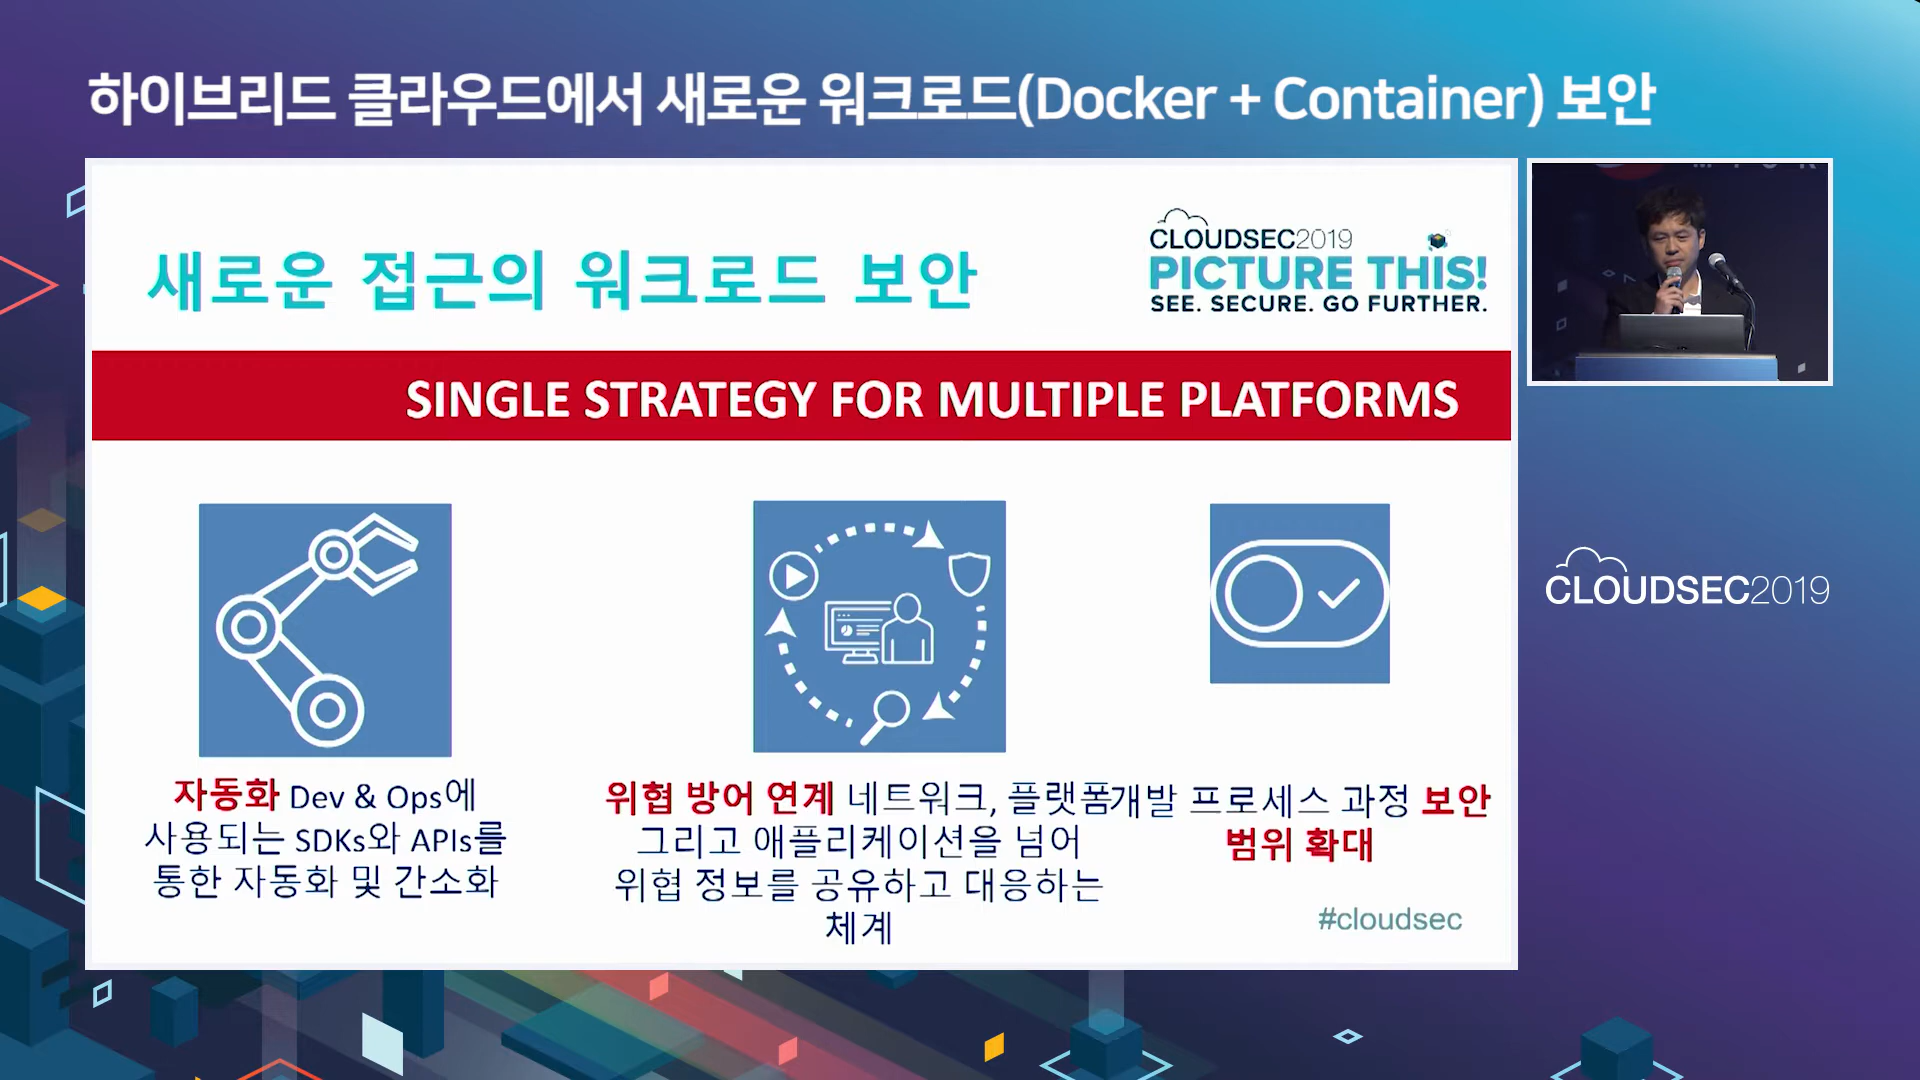 하이브리드 클라우드에서 새로운 워크로드(Docker + Container) 보안
새로운 접근의 워크로드 보안
CLOUDSEC2019
PICTURE THIS!
SEE. SECURE. GO FURTHER.
SINGLE STRATEGY FOR MULTIPLE PLATFORMS
자동화 Dev & Ops에
사용되는 SDKs와 APIs를
통한 자동화 및 간소화
위협 방어 연계 네트워크, 플랫폼
그리고 애플리케이션을 넘어
위협 정보를 공유하고 대응하는
체계
개발 프로세스 과정 보안
범위 확대
#cloudsec
CLOUDSEC2019